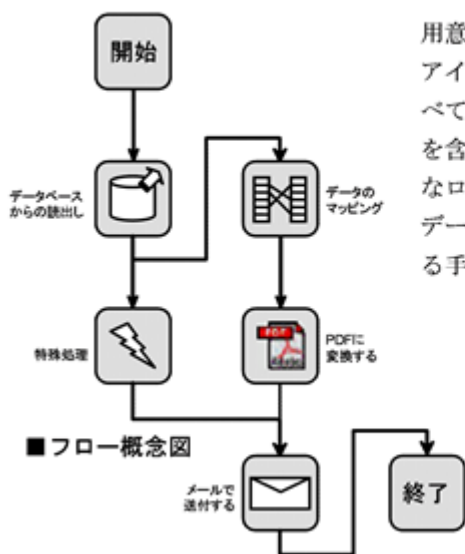 開始
用意
アイ
べて
を含
なロ
デー
る手
データベース
からの読出し
データの
マッピング
特殊処理
PDF
Adobe
PDFに
変換する
■フロー概念図
メールで
送付する
終了